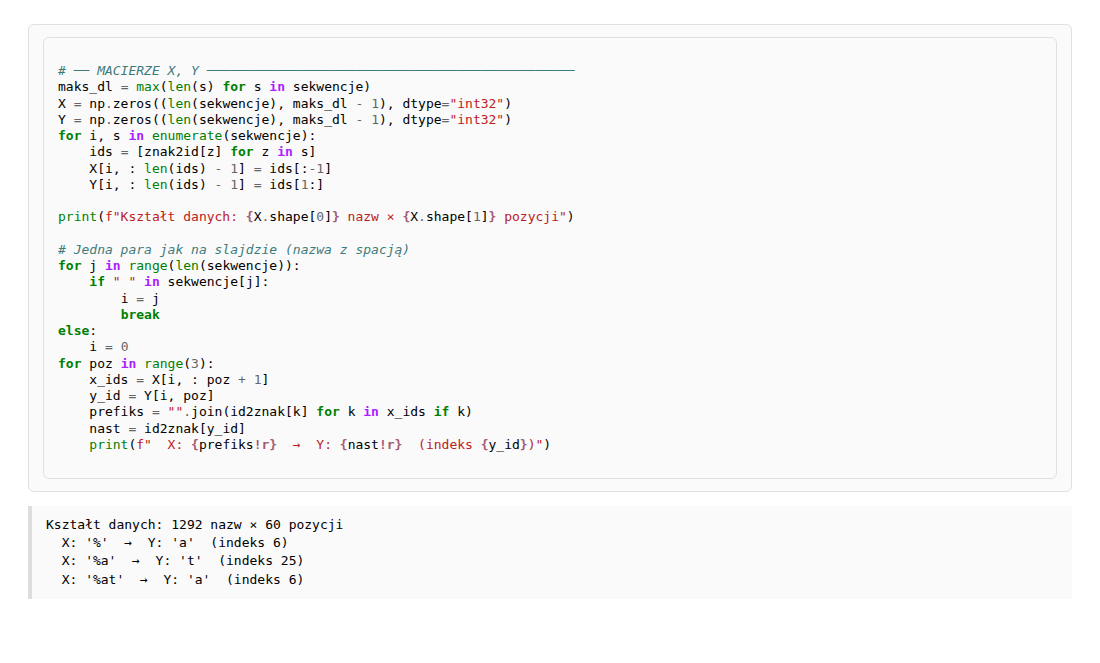 # ── MACIERZE X, Y ───────────────────────────────────────────────
maks_dl = max(len(s) for s in sekwencje)
X = np.zeros((len(sekwencje), maks_dl - 1), dtype="int32")
Y = np.zeros((len(sekwencje), maks_dl - 1), dtype="int32")
for i, s in enumerate(sekwencje):
    ids = [znak2id[z] for z in s]
    X[i, : len(ids) - 1] = ids[:-1]
    Y[i, : len(ids) - 1] = ids[1:]

print(f"Kształt danych: {X.shape[0]} nazw × {X.shape[1]} pozycji")

# Jedna para jak na slajdzie (nazwa z spacją)
for j in range(len(sekwencje)):
    if " " in sekwencje[j]:
        i = j
        break
else:
    i = 0
for poz in range(3):
    x_ids = X[i, : poz + 1]
    y_id = Y[i, poz]
    prefiks = "".join(id2znak[k] for k in x_ids if k)
    nast = id2znak[y_id]
    print(f"  X: {prefiks!r}  →  Y: {nast!r}  (indeks {y_id})")

Kształt danych: 1292 nazw × 60 pozycji
  X: '%'  →  Y: 'a'  (indeks 6)
  X: '%a'  →  Y: 't'  (indeks 25)
  X: '%at'  →  Y: 'a'  (indeks 6)